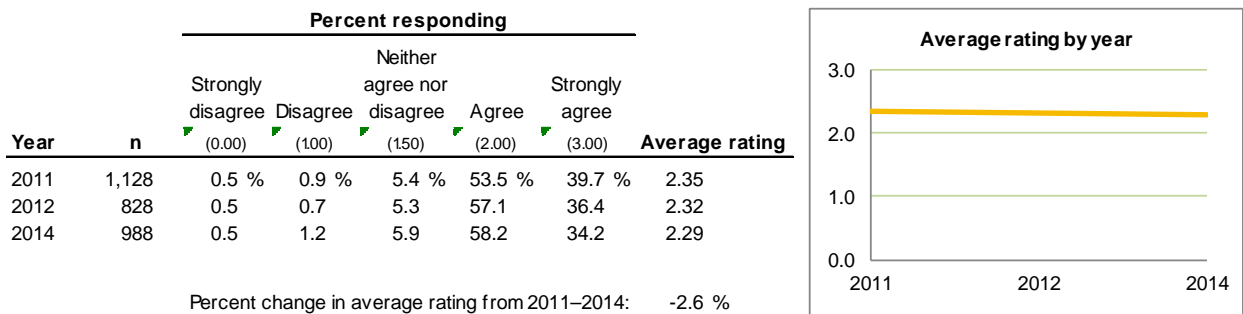 Percent responding
Neither
Strongly agree nor Strongly
disagree Disagree disagree Agree agree
Year n (0.00) (1.00) (1.50) (2.00) (3.00) Average rating
2011 1,128 0.5 % 0.9 % 5.4 % 53.5 % 39.7 % 2.35
2012 828 0.5 0.7 5.3 57.1 36.4 2.32
2014 988 0.5 1.2 5.9 58.2 34.2 2.29
Percent change in average rating from 2011–2014: -2.6 %
Average rating by year
3.0
2.0
1.0
0.0
2011 2012 2014